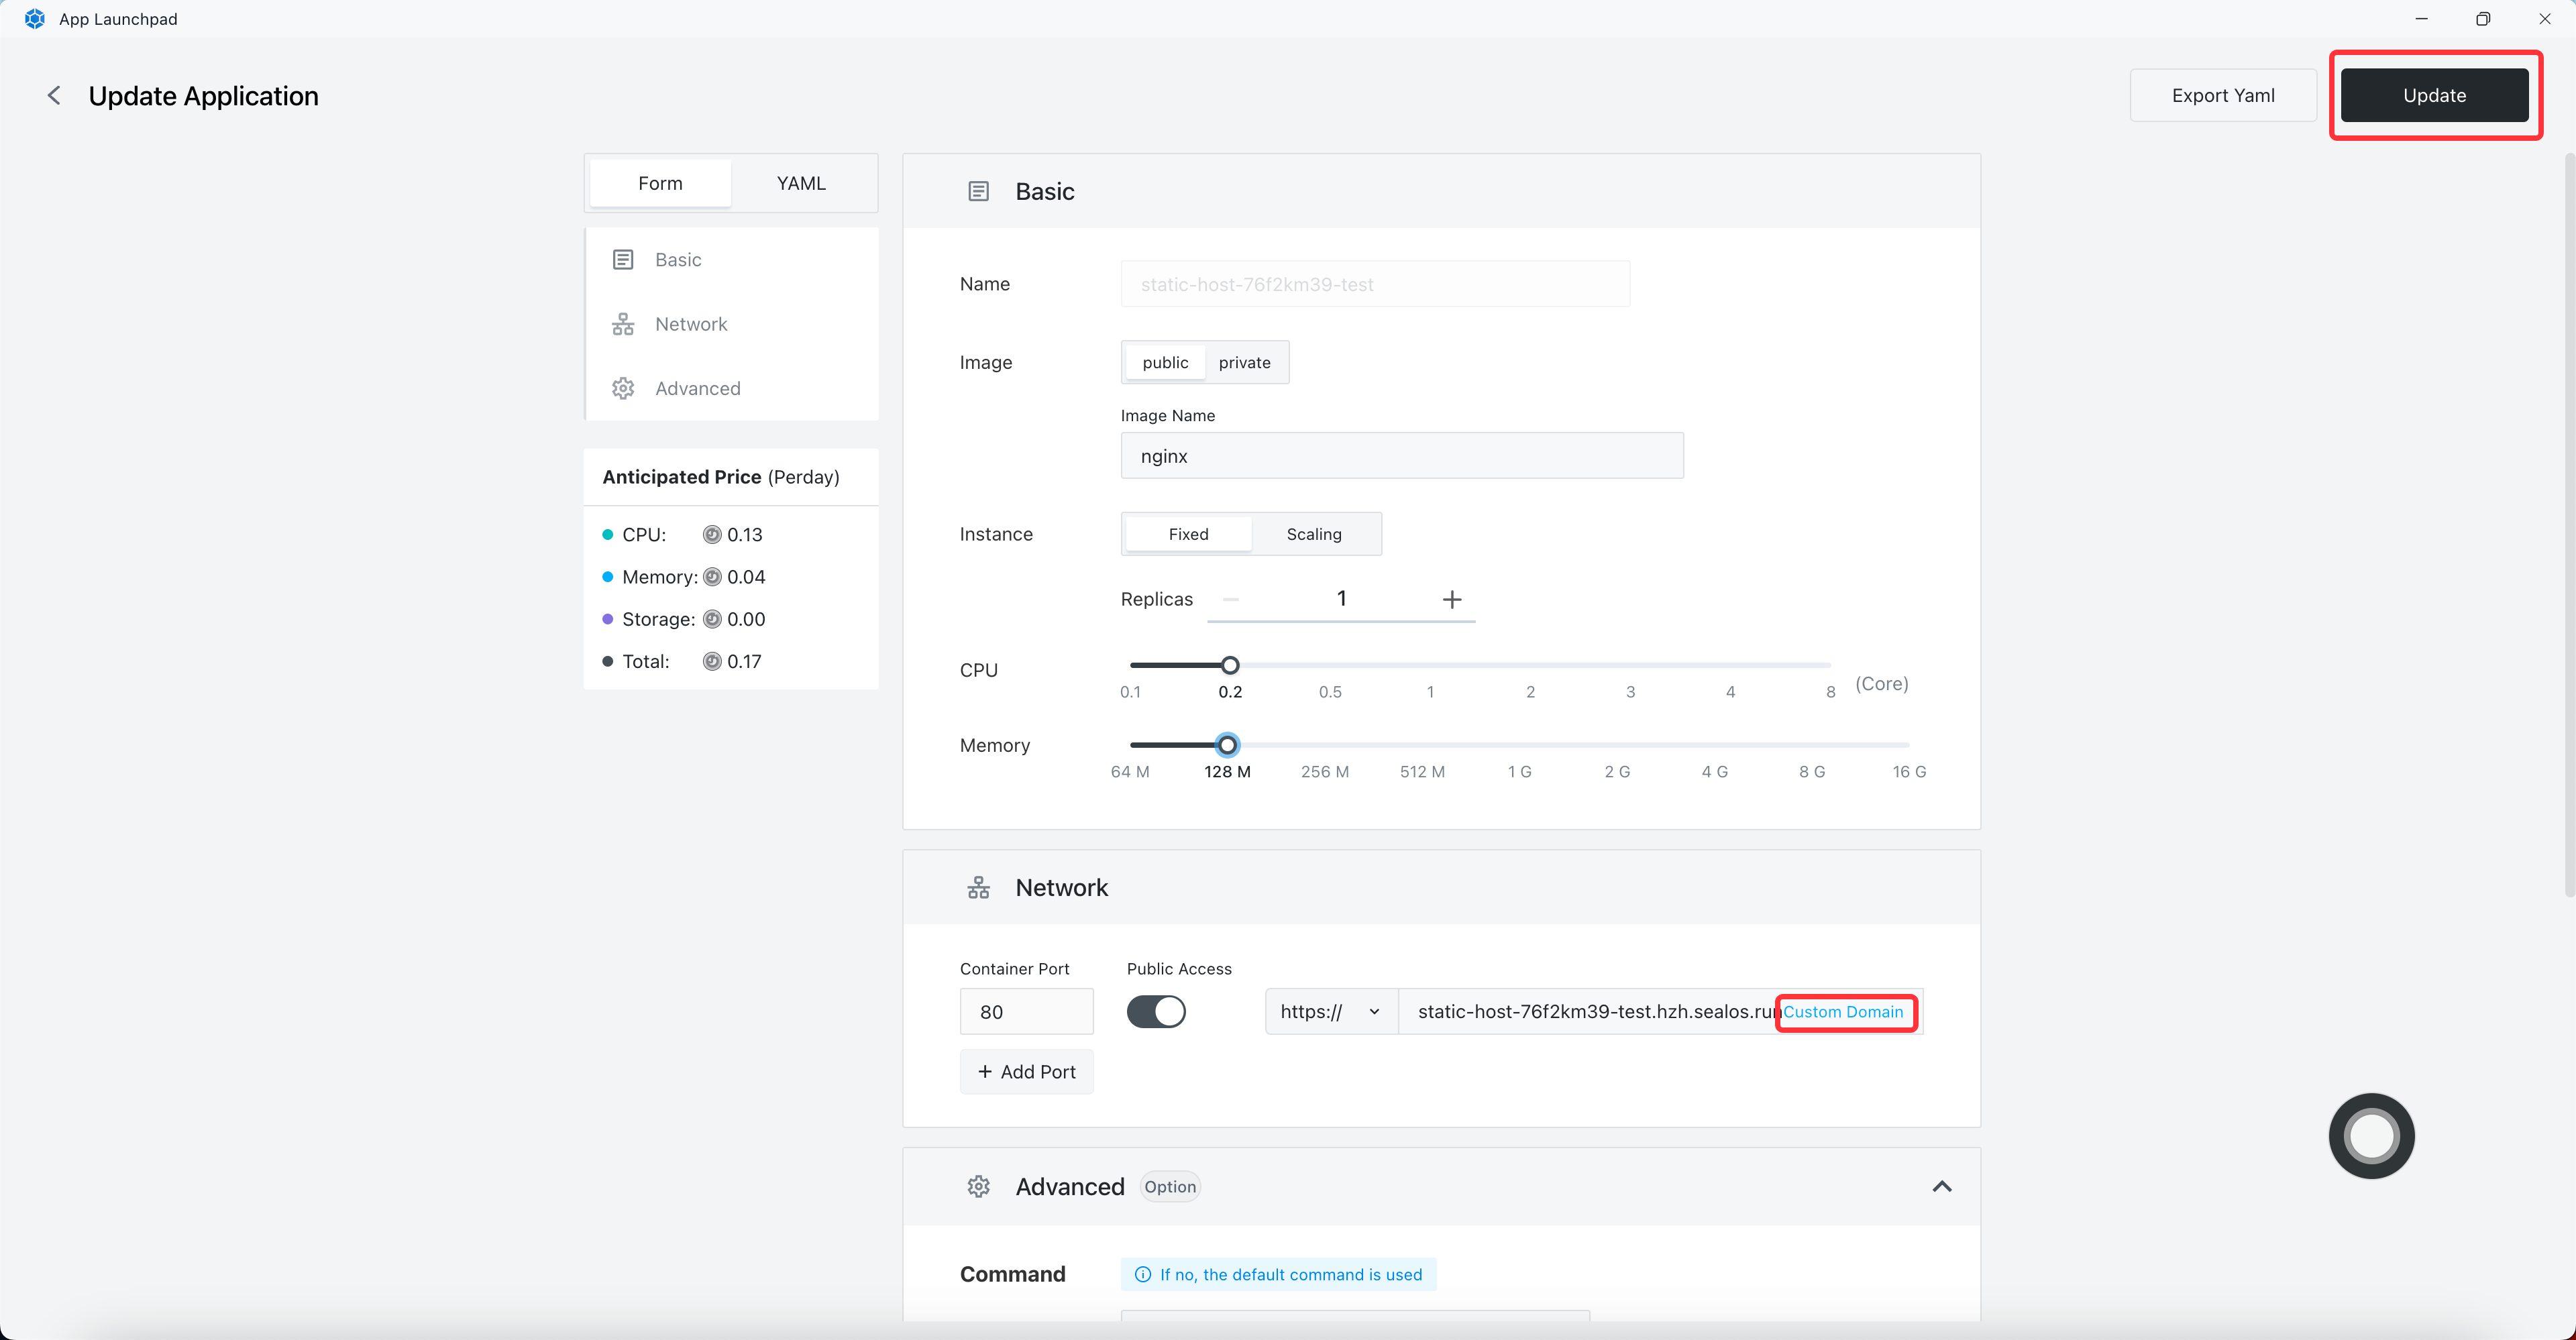 App Launchpad
Update Application
Export Yaml
Update
Form
YAML
Basic
Network
Advanced
Anticipated Price (Perday)
CPU: 0.13
Memory: 0.04
Storage: 0.00
Total: 0.17
Basic
Name
static-host-76f2km39-test
Image
public
private
Image Name
nginx
Instance
Fixed
Scaling
Replicas
1
CPU
0.1 0.2 0.5 1 2 3 4 8 (Core)
Memory
64 M 128 M 256 M 512 M 1 G 2 G 4 G 8 G 16 G
Network
Container Port
Public Access
80
https://
static-host-76f2km39-test.hzh.sealos.run
Custom Domain
+ Add Port
Advanced
Option
Command
If no, the default command is used